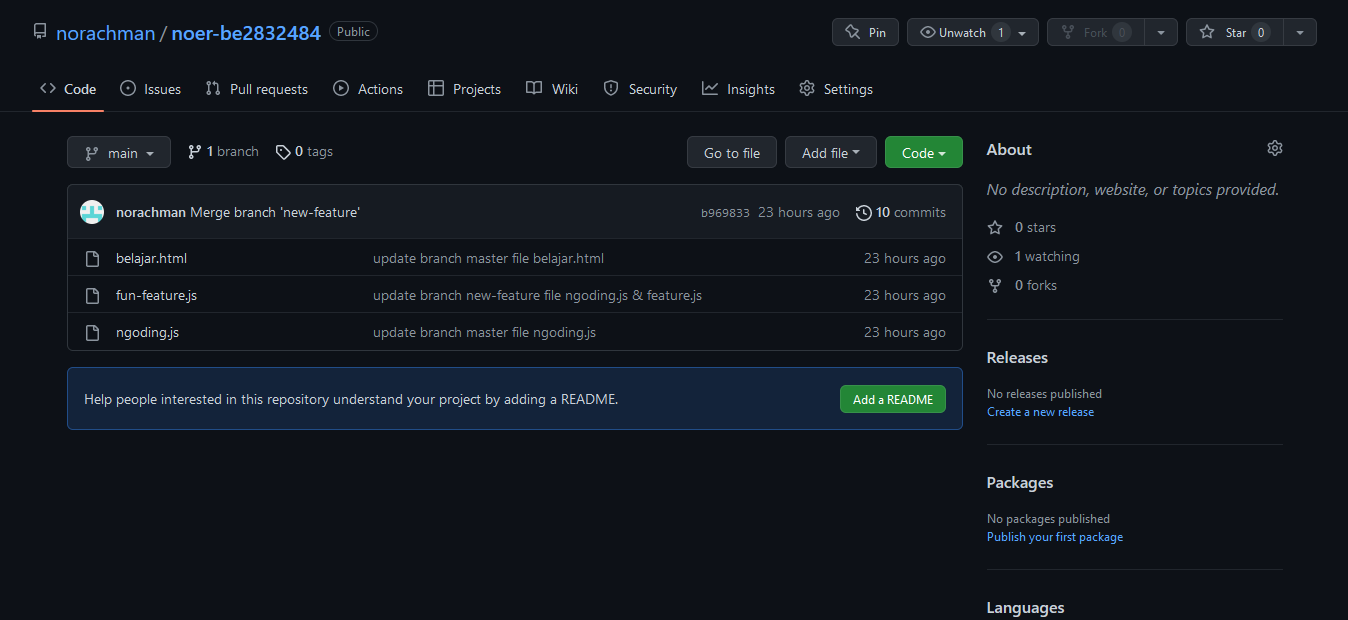 norachman / noer-be2832484 Public
Pin
Unwatch 1
Fork 0
Star 0
Code
Issues
Pull requests
Actions
Projects
Wiki
Security
Insights
Settings
main
1 branch
0 tags
Go to file
Add file
Code
norachman Merge branch 'new-feature'
b969833 23 hours ago
10 commits
belajar.html
update branch master file belajar.html
23 hours ago
fun-feature.js
update branch new-feature file ngoding.js & feature.js
23 hours ago
ngoding.js
update branch master file ngoding.js
23 hours ago
Help people interested in this repository understand your project by adding a README.
Add a README
About
No description, website, or topics provided.
0 stars
1 watching
0 forks
Releases
No releases published
Create a new release
Packages
No packages published
Publish your first package
Languages